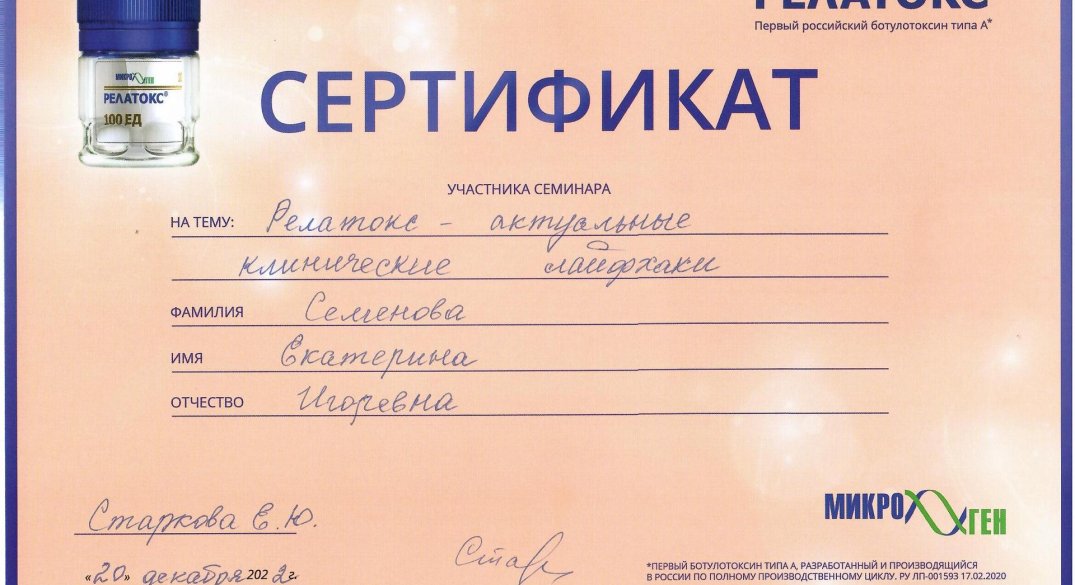 РЕЛАТОКС
Первый российский ботулотоксин типа А*
МИКРОГЕН
РЕЛАТОКС®
100 ЕД
СЕРТИФИКАТ
УЧАСТНИКА СЕМИНАРА
НА ТЕМУ: Релатокс - актуальные
клинические лайфхаки
ФАМИЛИЯ Семенова
ИМЯ Екатерина
ОТЧЕСТВО Игоревна
Старкова Е.Ю.
«20» декабря 2022г.
Стар
МИКРОГЕН
*ПЕРВЫЙ БОТУЛОТОКСИН ТИПА А, РАЗРАБОТАННЫЙ И ПРОИЗВОДЯЩИЙСЯ
В РОССИИ ПО ПОЛНОМУ ПРОИЗВОДСТВЕННОМУ ЦИКЛУ. РУ ЛП-001593 17.02.2020